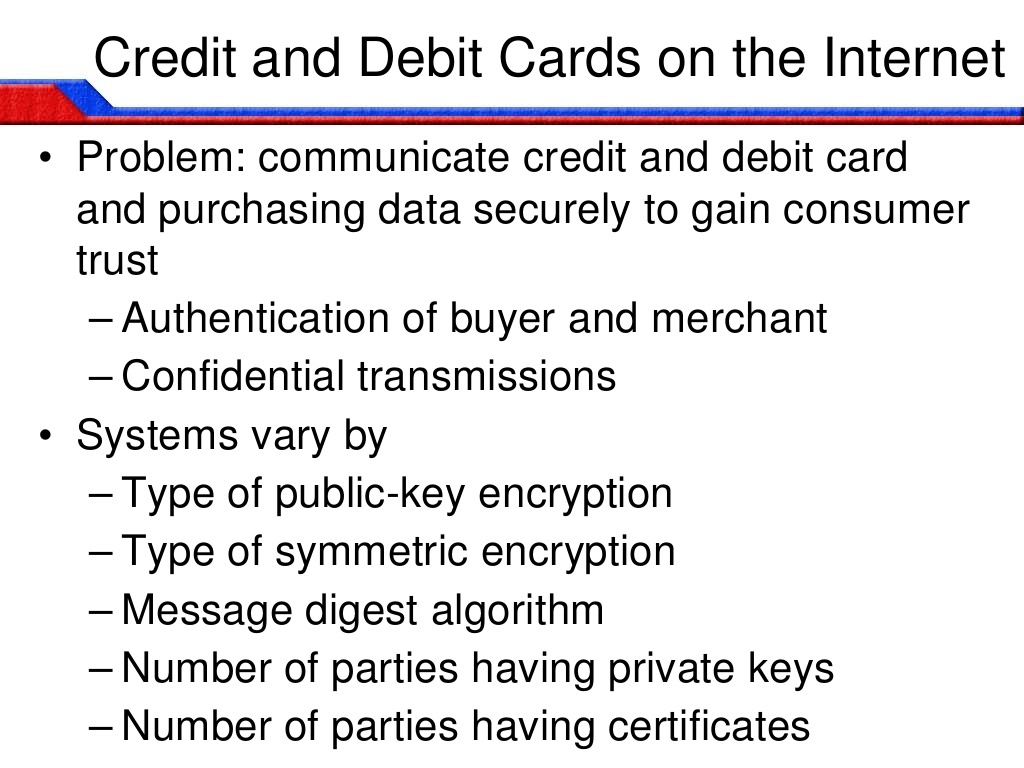 Credit and Debit Cards on the Internet
• Problem: communicate credit and debit card
and purchasing data securely to gain consumer
trust
– Authentication of buyer and merchant
– Confidential transmissions
• Systems vary by
– Type of public-key encryption
– Type of symmetric encryption
– Message digest algorithm
– Number of parties having private keys
– Number of parties having certificates